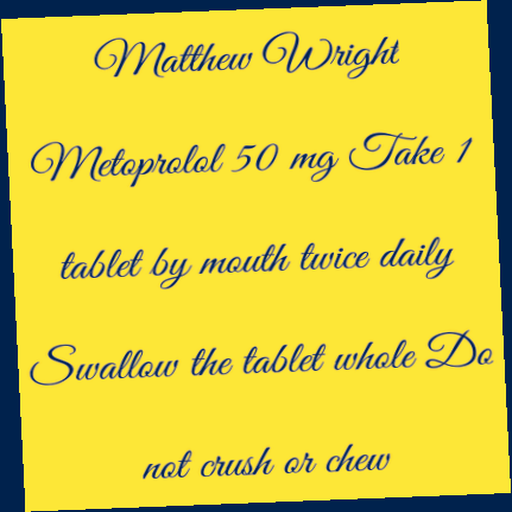 Matthew Wright
Metoprolol 50 mg Take 1
tablet by mouth twice daily
Swallow the tablet whole Do
not crush or chew